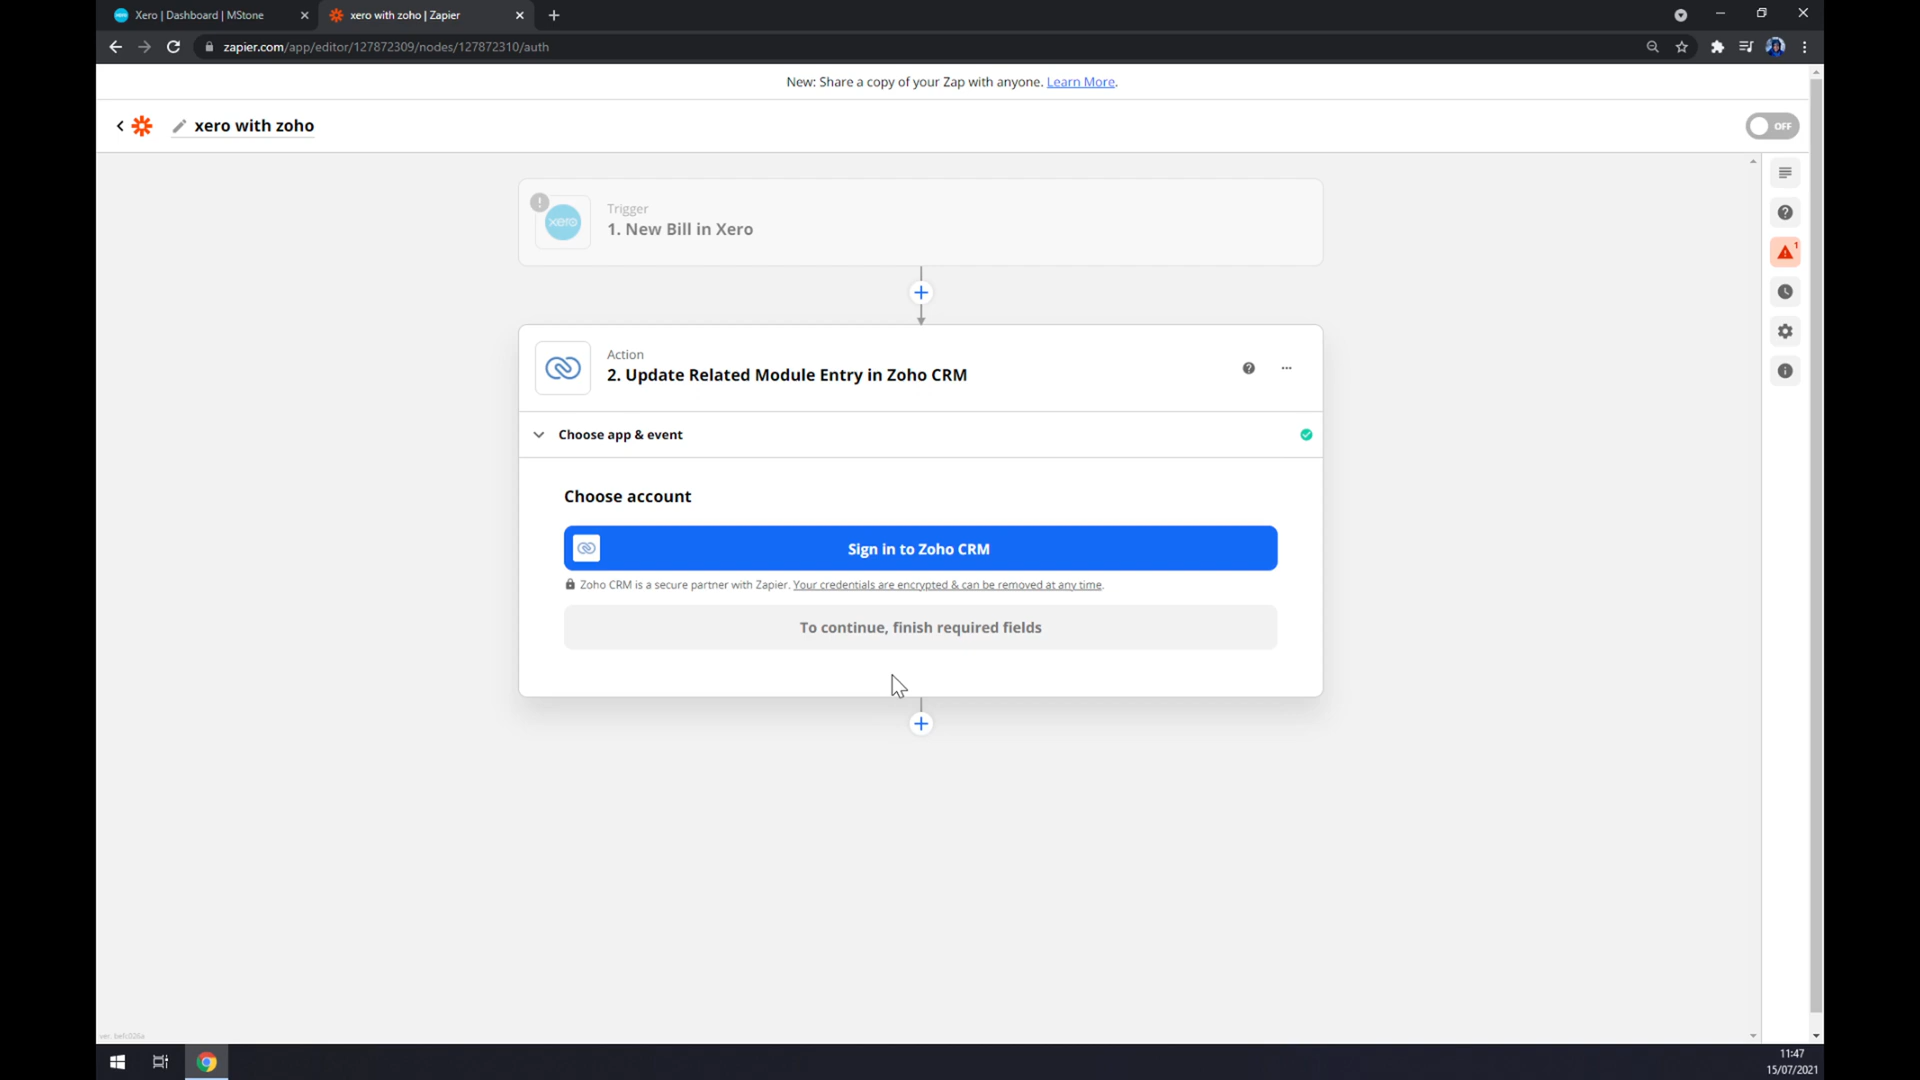 Xero | Dashboard | MStone
xero with zoho | Zapier
zapier.com/app/editor/127872309/nodes/127872310/auth
New: Share a copy of your Zap with anyone. Learn More.
xero with zoho
OFF
Trigger
xero
1. New Bill in Xero
1
Action
2. Update Related Module Entry in Zoho CRM
Choose app & event
Choose account
Sign in to Zoho CRM
Zoho CRM is a secure partner with Zapier. Your credentials are encrypted & can be removed at any time.
To continue, finish required fields
11:47
15/07/2021